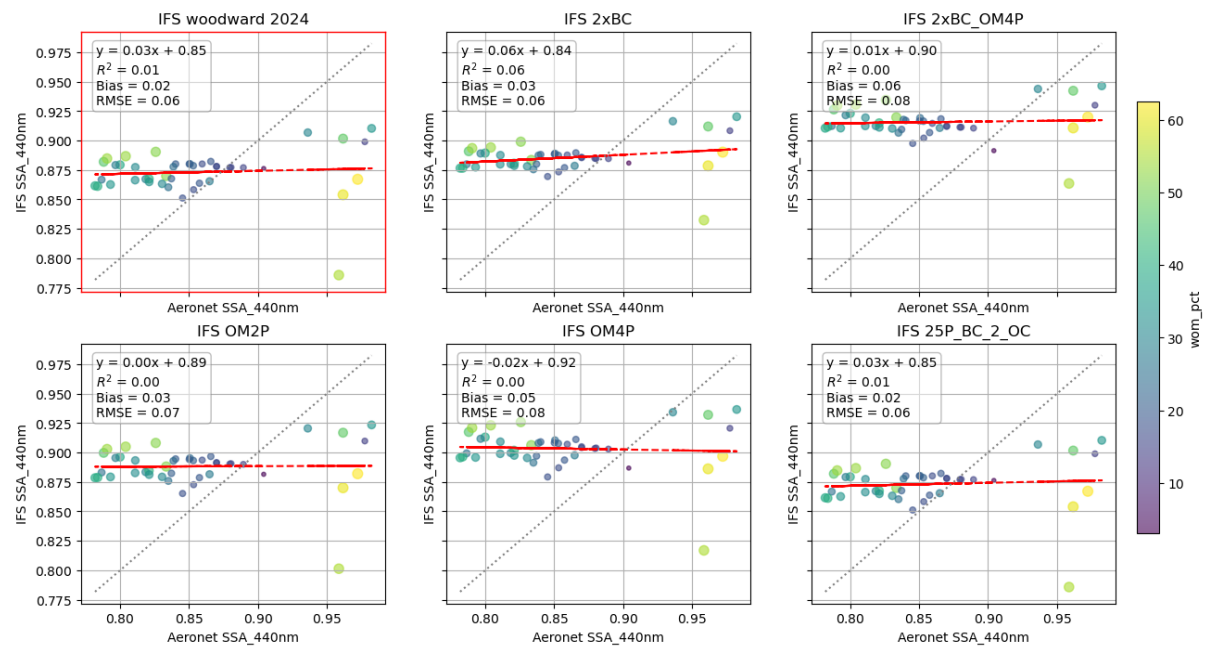 IFS woodward 2024
y = 0.03x + 0.85
R² = 0.01
Bias = 0.02
RMSE = 0.06
0.975
0.950
0.925
0.900
0.875
0.850
0.825
0.800
0.775
IFS SSA_440nm
0.80
0.85
0.90
0.95
Aeronet SSA_440nm
IFS 2xBC
y = 0.06x + 0.84
R² = 0.06
Bias = 0.03
RMSE = 0.06
IFS SSA_440nm
Aeronet SSA_440nm
IFS 2xBC_OM4P
y = 0.01x + 0.90
R² = 0.00
Bias = 0.06
RMSE = 0.08
IFS SSA_440nm
Aeronet SSA_440nm
IFS OM2P
y = 0.00x + 0.89
R² = 0.00
Bias = 0.03
RMSE = 0.07
0.975
0.950
0.925
0.900
0.875
0.850
0.825
0.800
0.775
IFS SSA_440nm
0.80
0.85
0.90
0.95
Aeronet SSA_440nm
IFS OM4P
y = -0.02x + 0.92
R² = 0.00
Bias = 0.05
RMSE = 0.08
IFS SSA_440nm
0.80
0.85
0.90
0.95
Aeronet SSA_440nm
IFS 25P_BC_2_OC
y = 0.03x + 0.85
R² = 0.01
Bias = 0.02
RMSE = 0.06
IFS SSA_440nm
0.80
0.85
0.90
0.95
Aeronet SSA_440nm
60
50
40
30
20
10
wom_pct